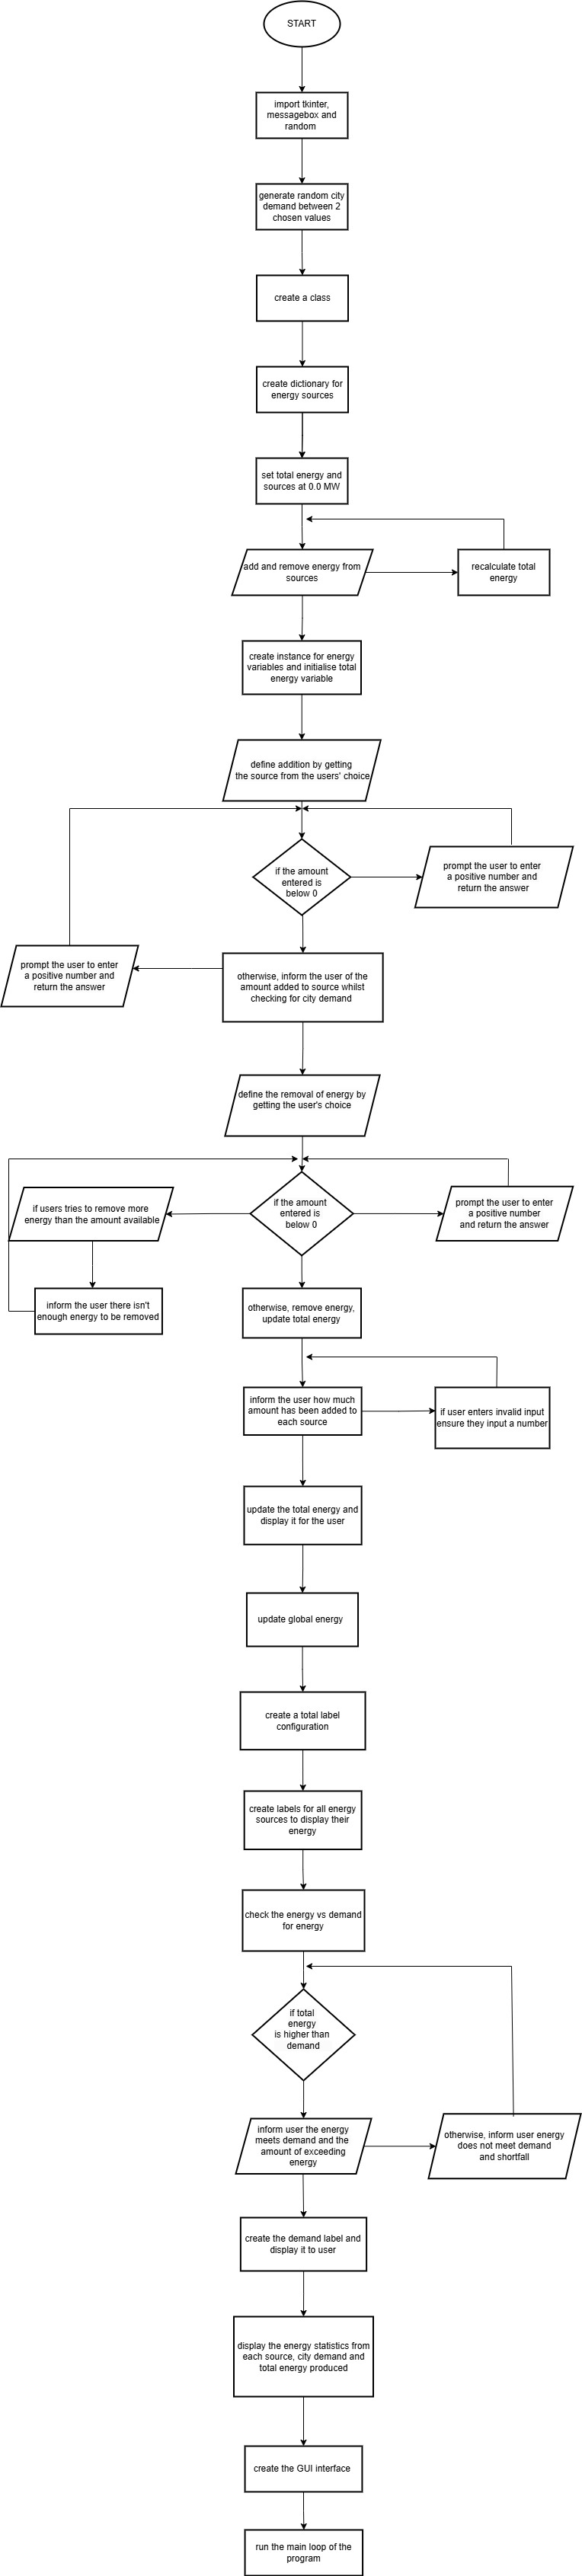 START
import tkinter,
messagebox and
random
generate random city
demand between 2
chosen values
create a class
create dictionary for
energy sources
set total energy and
sources at 0.0 MW
add and remove energy from
sources
recalculate total
energy
create instance for energy
variables and initialise total
energy variable
define addition by getting
the source from the users' choice
if the amount
entered is
below 0
prompt the user to enter
a positive number and
return the answer
prompt the user to enter
a positive number and
return the answer
otherwise, inform the user of the
amount added to source whilst
checking for city demand
define the removal of energy by
getting the user's choice
if users tries to remove more
energy than the amount available
if the amount
entered is
below 0
prompt the user to enter
a positive number
and return the answer
inform the user there isn't
enough energy to be removed
otherwise, remove energy,
update total energy
inform the user how much
amount has been added to
each source
if user enters invalid input
ensure they input a number
update the total energy and
display it for the user
update global energy
create a total label
configuration
create labels for all energy
sources to display their
energy
check the energy vs demand
for energy
if total
energy
is higher than
demand
inform user the energy
meets demand and the
amount of exceeding
energy
otherwise, inform user energy
does not meet demand
and shortfall
create the demand label and
display it to user
display the energy statistics from
each source, city demand and
total energy produced
create the GUI interface
run the main loop of the
program